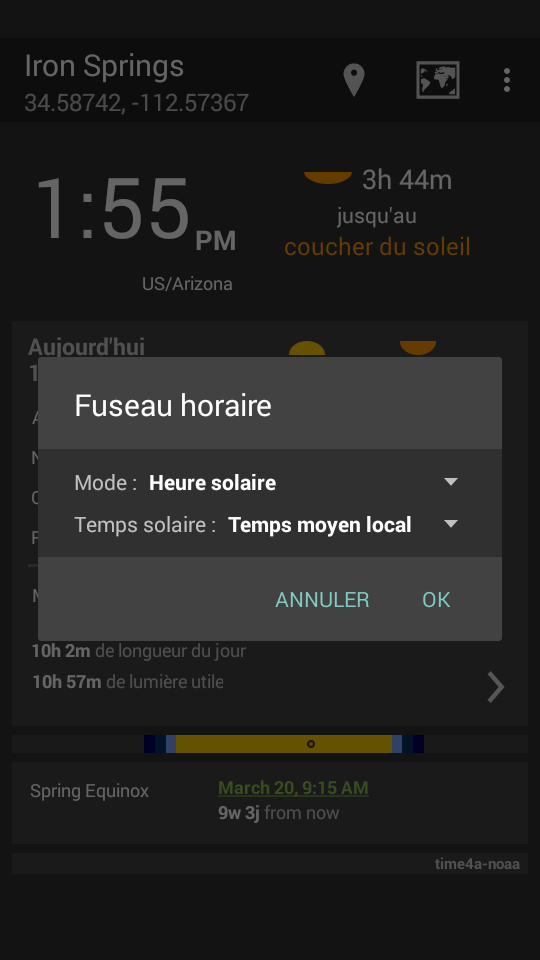 Iron Springs
34.58742, -112.57367
1:55 PM
3h 44m
jusqu'au
coucher du soleil
US/Arizona
Aujourd'hui
Fuseau horaire
Mode : Heure solaire
Temps solaire : Temps moyen local
ANNULER OK
10h 2m de longueur du jour
10h 57m de lumière utile
Spring Equinox
March 20, 9:15 AM
9w 3j from now
time4a-noaa